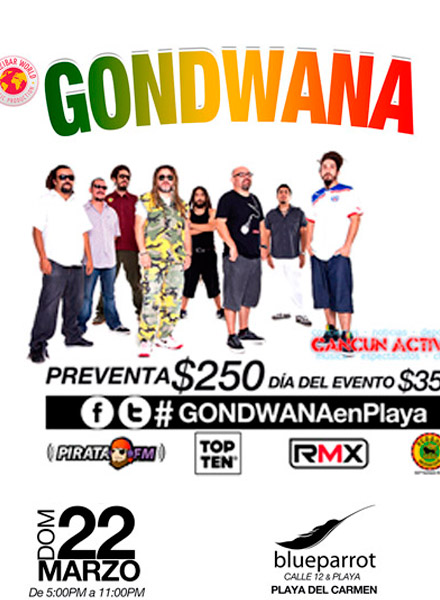 GONDWANA
CANCUN ACTIV
PREVENTA $250 DÍA DEL EVENTO $35
# GONDWANAenPlaya
PIRATA FM
TOP
TEN
RMX
DOM
22
MARZO
De 5:00PM a 11:00PM
blueparrot
CALLE 12 & PLAYA
PLAYA DEL CARMEN